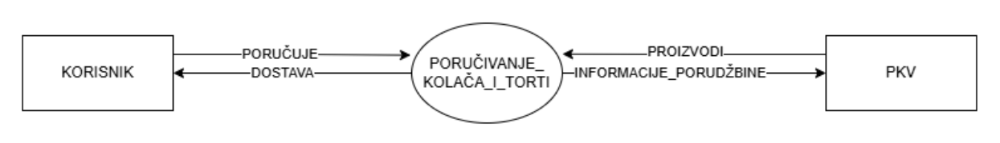 KORISNIK
PORUČUJE
DOSTAVA
PORUČIVANJE_
KOLAČA_I_TORTI
PROIZVODI
INFORMACIJE_PORUDŽBINE
PKV